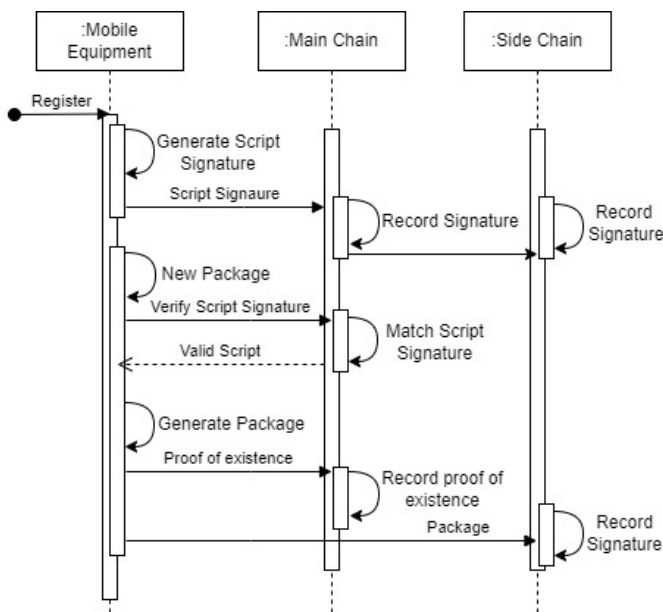 :Mobile
Equipment
:Main Chain
:Side Chain
Register
Generate Script
Signature
Script Signaure
Record Signature
Record
Signature
New Package
Verify Script Signature
Match Script
Signature
Valid Script
Generate Package
Proof of existence
Record proof of
existence
Package
Record
Signature